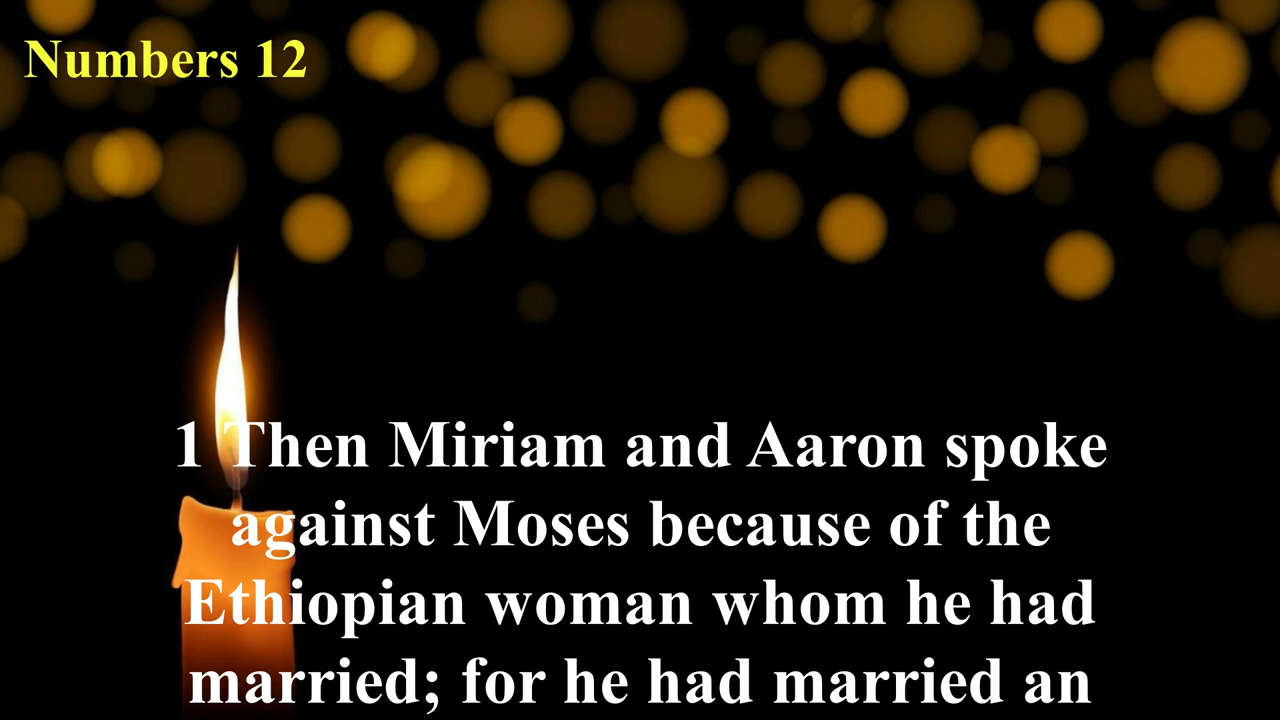 Numbers 12
1 Then Miriam and Aaron spoke
against Moses because of the
Ethiopian woman whom he had
married; for he had married an